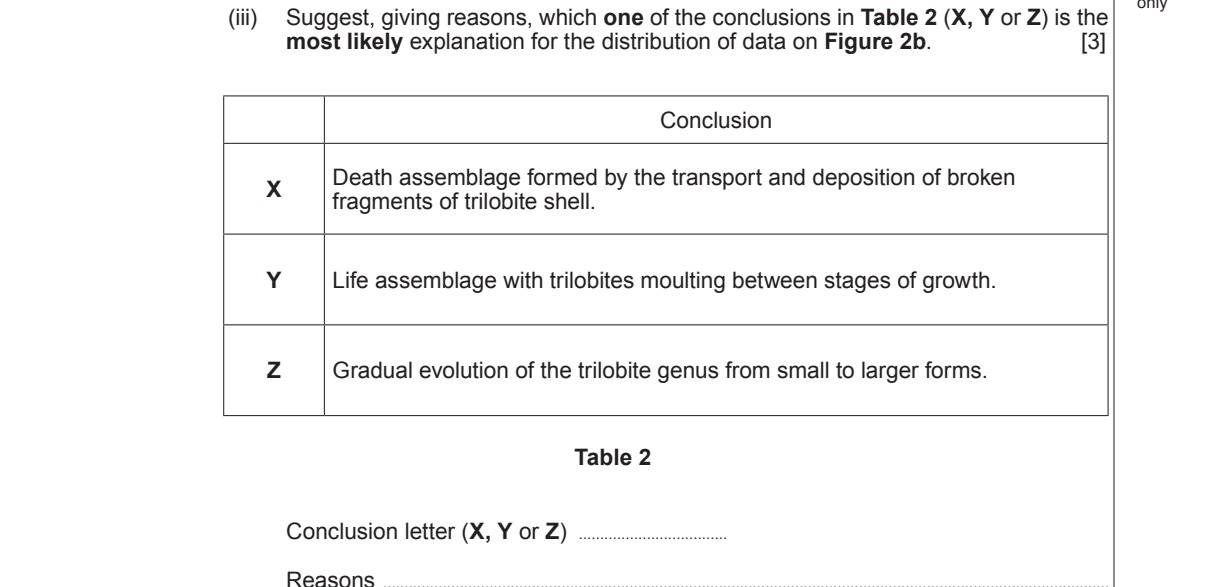 only
(iii) Suggest, giving reasons, which one of the conclusions in Table 2 (X, Y or Z) is the
most likely explanation for the distribution of data on Figure 2b. [3]
Conclusion
X Death assemblage formed by the transport and deposition of broken
fragments of trilobite shell.
Y Life assemblage with trilobites moulting between stages of growth.
Z Gradual evolution of the trilobite genus from small to larger forms.
Table 2
Conclusion letter (X, Y or Z) ..................................
Reasons ..................................